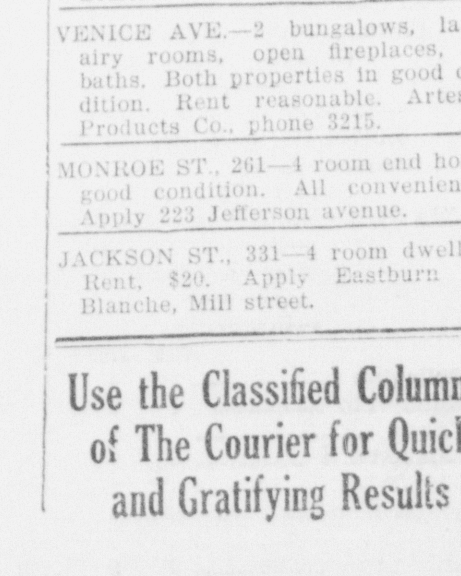 VENICE AVE.—2 bungalows, la
airy rooms, open fireplaces,
baths. Both properties in good c
dition. Rent reasonable. Arte
Products Co., phone 3215.
MONROE ST., 261—4 room end ho
good condition. All convenien
Apply 223 Jefferson avenue.
JACKSON ST., 331—4 room dwell
Rent, $20. Apply Eastburn
Blanche, Mill street.
Use the Classified Column
of The Courier for Quick
and Gratifying Results